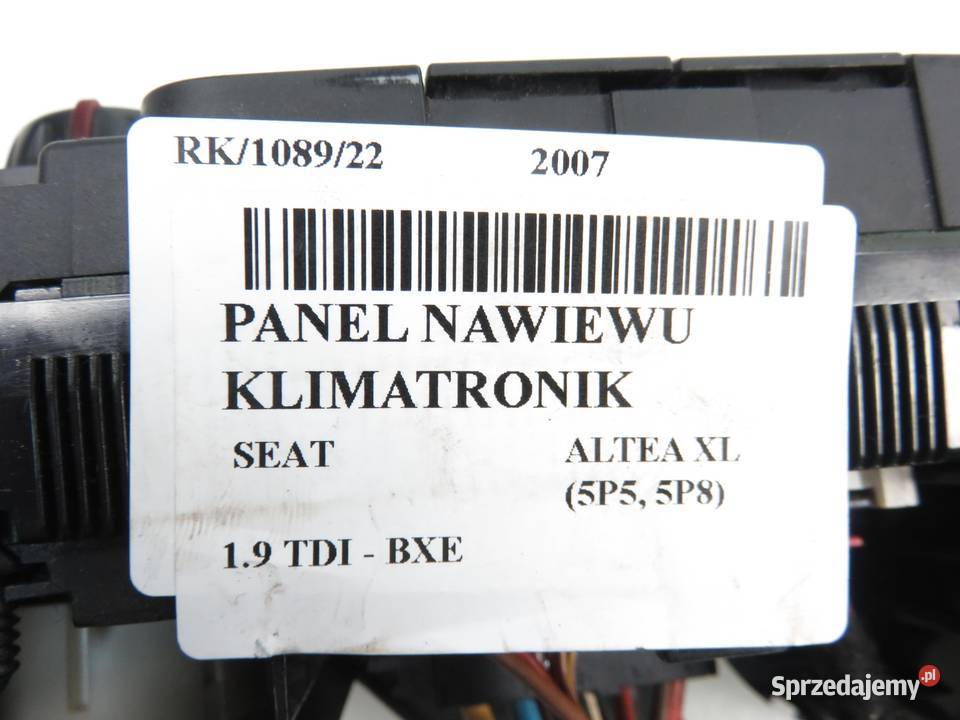 RK/1089/22 2007
PANEL NAWIEWU
KLIMATRONIK
SEAT ALTEA XL
(5P5, 5P8)
1.9 TDI - BXE
Sprzedajemy.pl